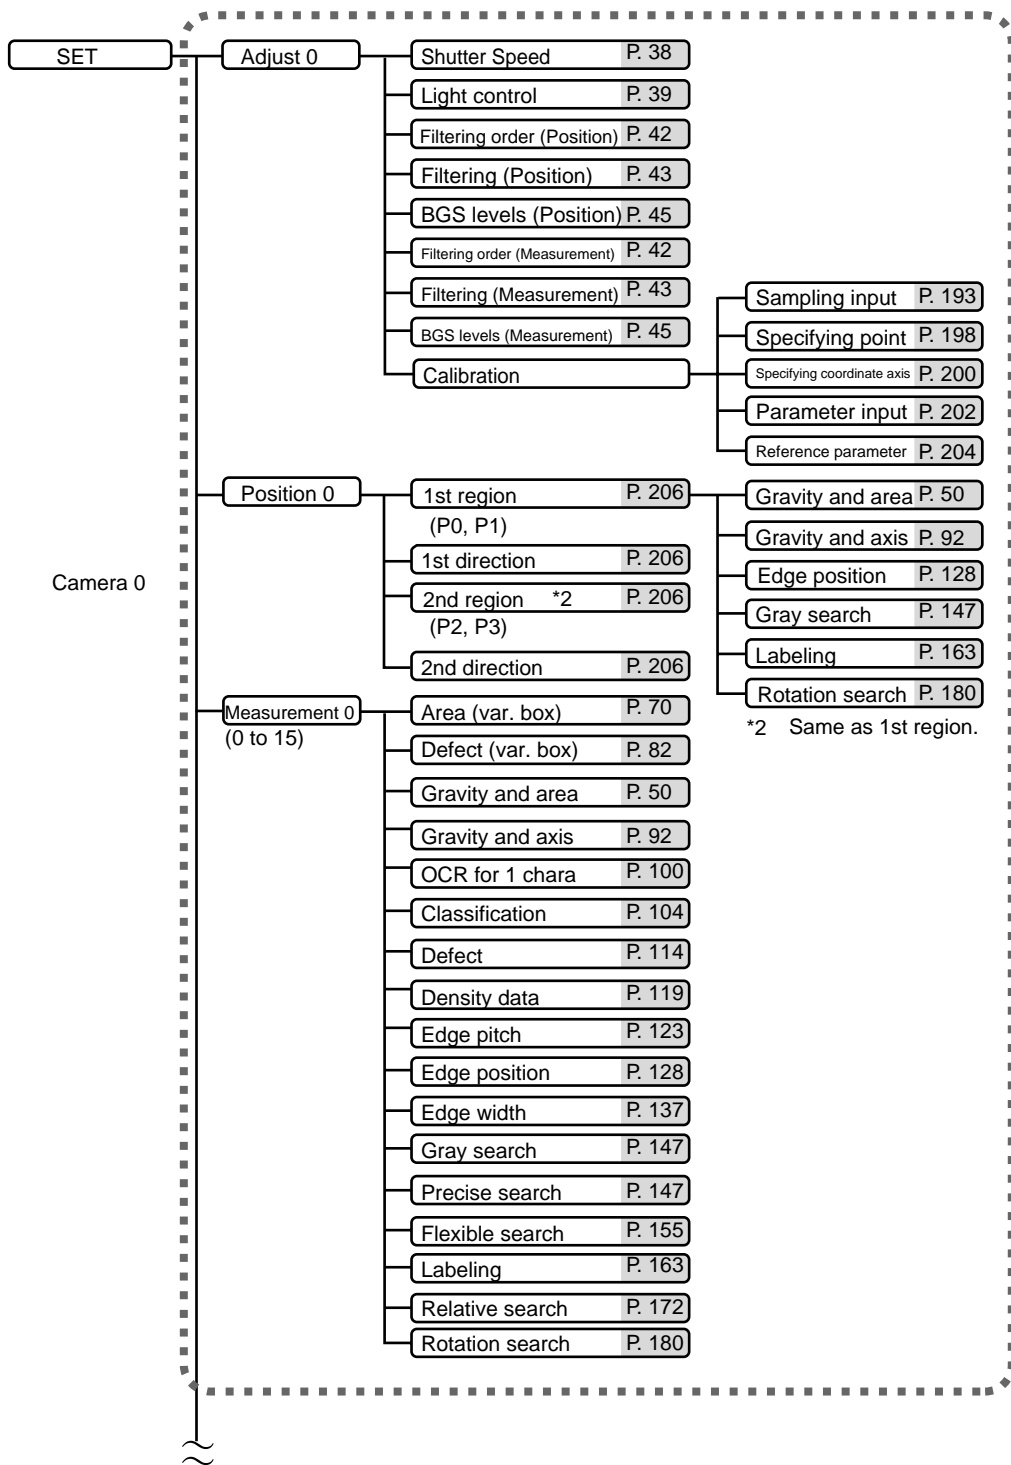 SET
Adjust 0
Shutter Speed P. 38
Light control P. 39
Filtering order (Position) P. 42
Filtering (Position) P. 43
BGS levels (Position) P. 45
Filtering order (Measurement) P. 42
Filtering (Measurement) P. 43
BGS levels (Measurement) P. 45
Calibration
Sampling input P. 193
Specifying point P. 198
Specifying coordinate axis P. 200
Parameter input P. 202
Reference parameter P. 204
Camera 0
Position 0
1st region P. 206
(P0, P1)
1st direction P. 206
2nd region *2 P. 206
(P2, P3)
2nd direction P. 206
Gravity and area P. 50
Gravity and axis P. 92
Edge position P. 128
Gray search P. 147
Labeling P. 163
Rotation search P. 180
*2 Same as 1st region.
Measurement 0
(0 to 15)
Area (var. box) P. 70
Defect (var. box) P. 82
Gravity and area P. 50
Gravity and axis P. 92
OCR for 1 chara P. 100
Classification P. 104
Defect P. 114
Density data P. 119
Edge pitch P. 123
Edge position P. 128
Edge width P. 137
Gray search P. 147
Precise search P. 147
Flexible search P. 155
Labeling P. 163
Relative search P. 172
Rotation search P. 180